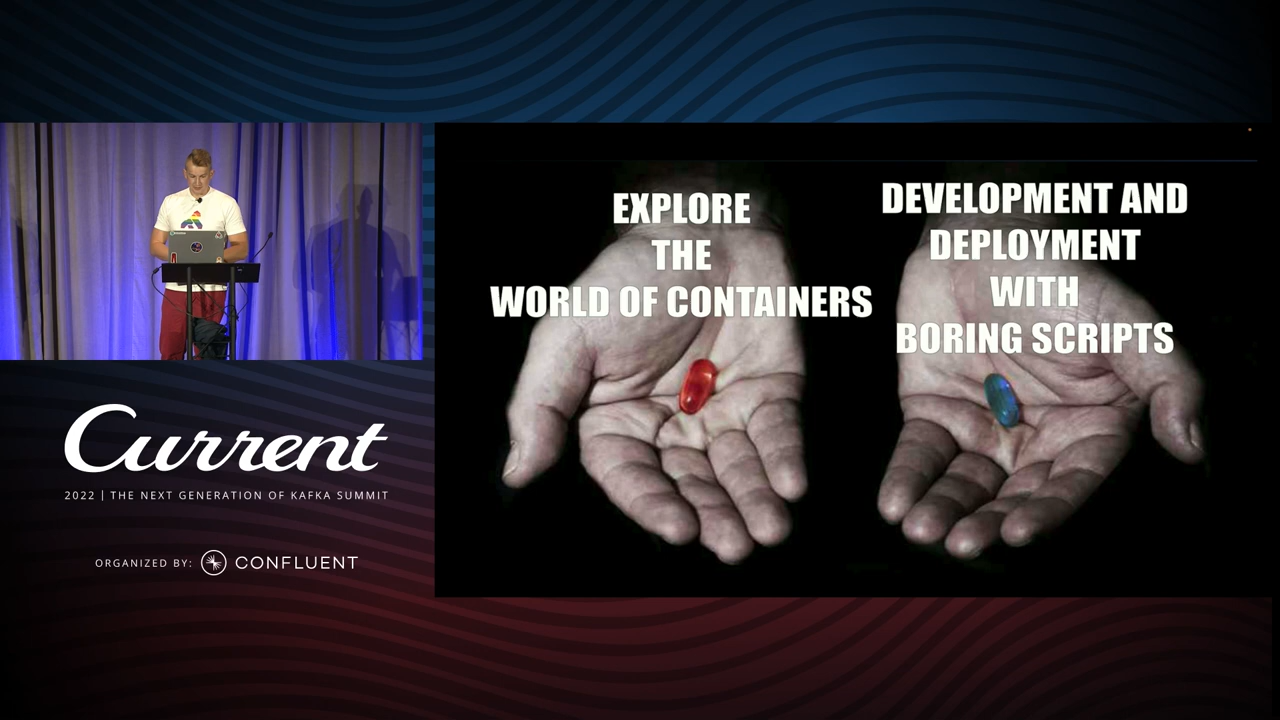 EXPLORE
THE
WORLD OF CONTAINERS
DEVELOPMENT AND
DEPLOYMENT
WITH
BORING SCRIPTS
Current
2022 | THE NEXT GENERATION OF KAFKA SUMMIT
ORGANIZED BY: CONFLUENT